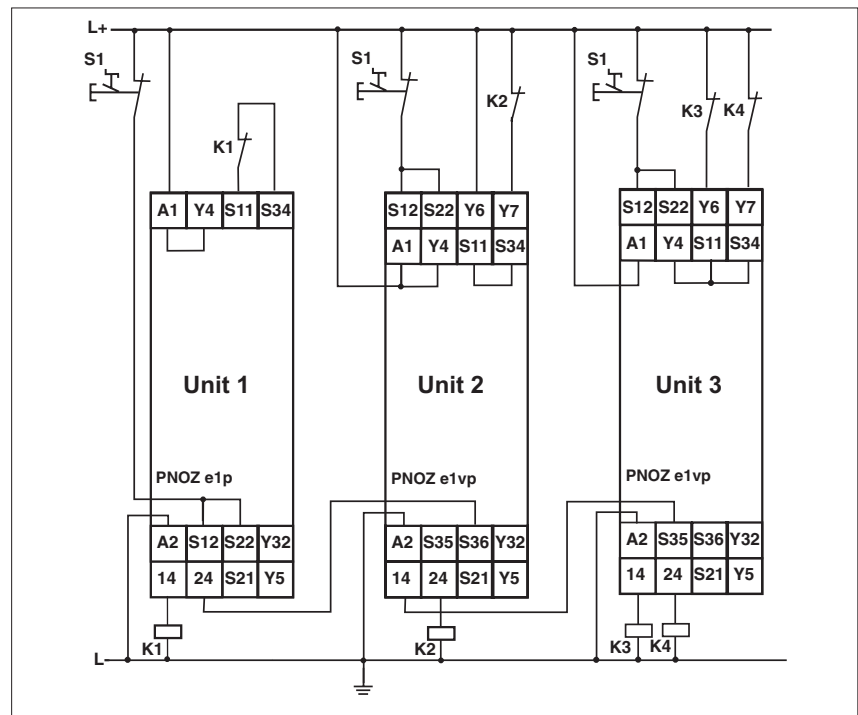 L+
S1 S1 K2 S1 K3 K4
K1
A1 Y4 S11 S34
S12 S22 Y6 Y7
A1 Y4 S11 S34
S12 S22 Y6 Y7
A1 Y4 S11 S34
Unit 1 Unit 2 Unit 3
PNOZ e1p PNOZ e1vp PNOZ e1vp
A2 S12 S22 Y32
14 24 S21 Y5
A2 S35 S36 Y32
14 24 S21 Y5
A2 S35 S36 Y32
14 24 S21 Y5
K1 K2 K3 K4
L-